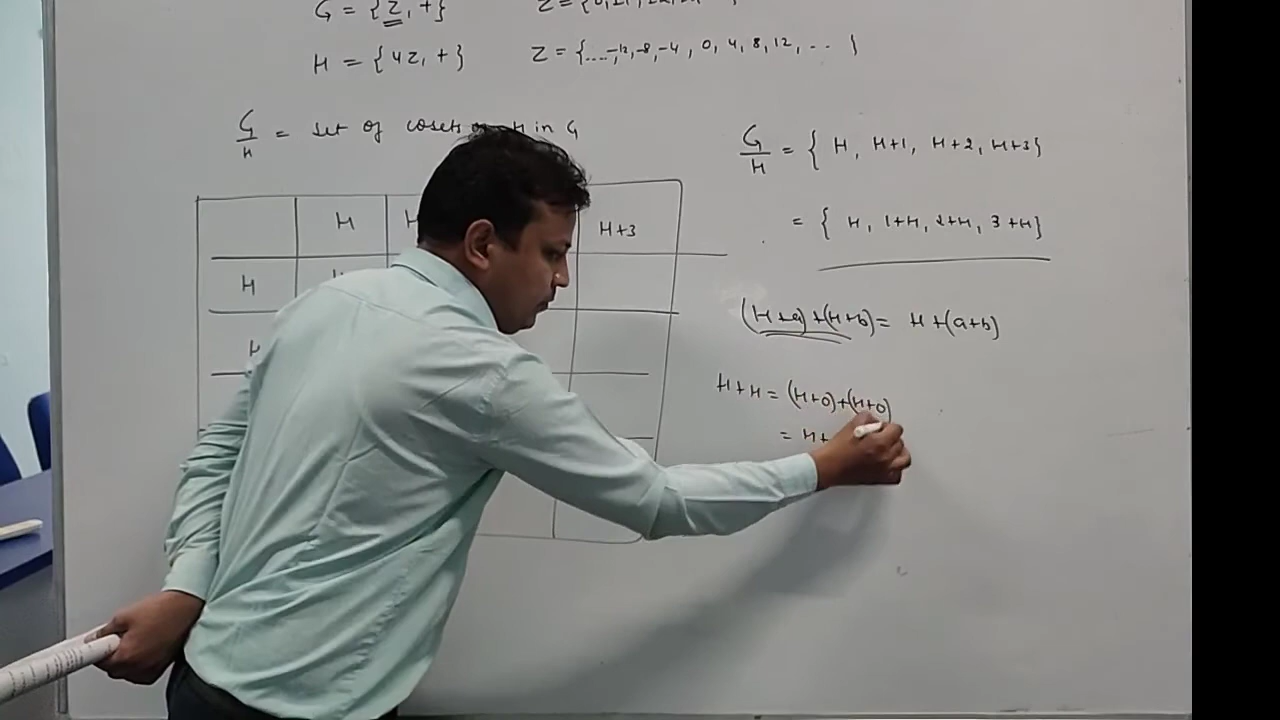 G = {Z, +}
H = {4Z, +} Z = {....-12,-8,-4, 0, 4, 8, 12, .. }
G/H = set of cosets H in G
G/H = { H, H+1, H+2, H+3}
= { H, 1+H, 2+H, 3+H}
H H H+3
H
H
(H+a)+(H+b)= H+(a+b)
H+H = (H+0)+(H+0)
= H+